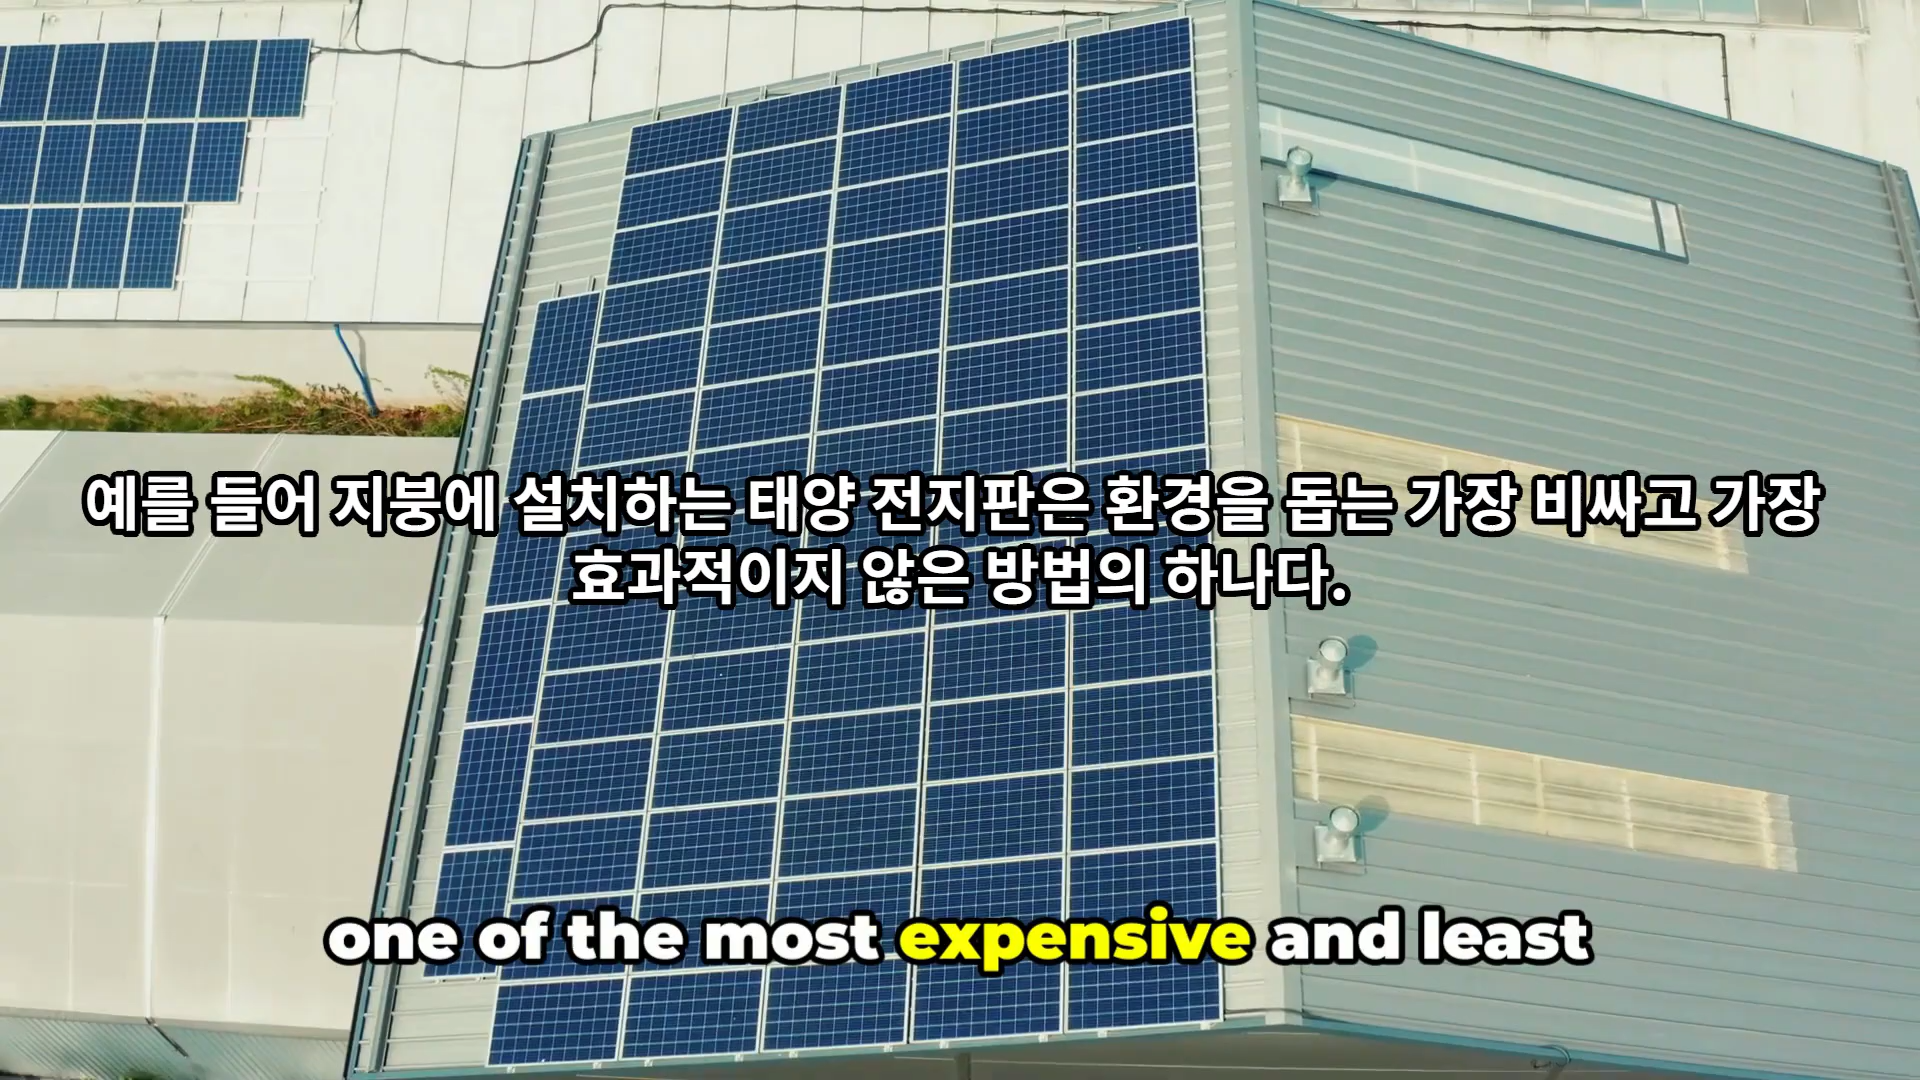 예를 들어 지붕에 설치하는 태양 전지판은 환경을 돕는 가장 비싸고 가장
효과적이지 않은 방법의 하나다.
one of the most expensive and least